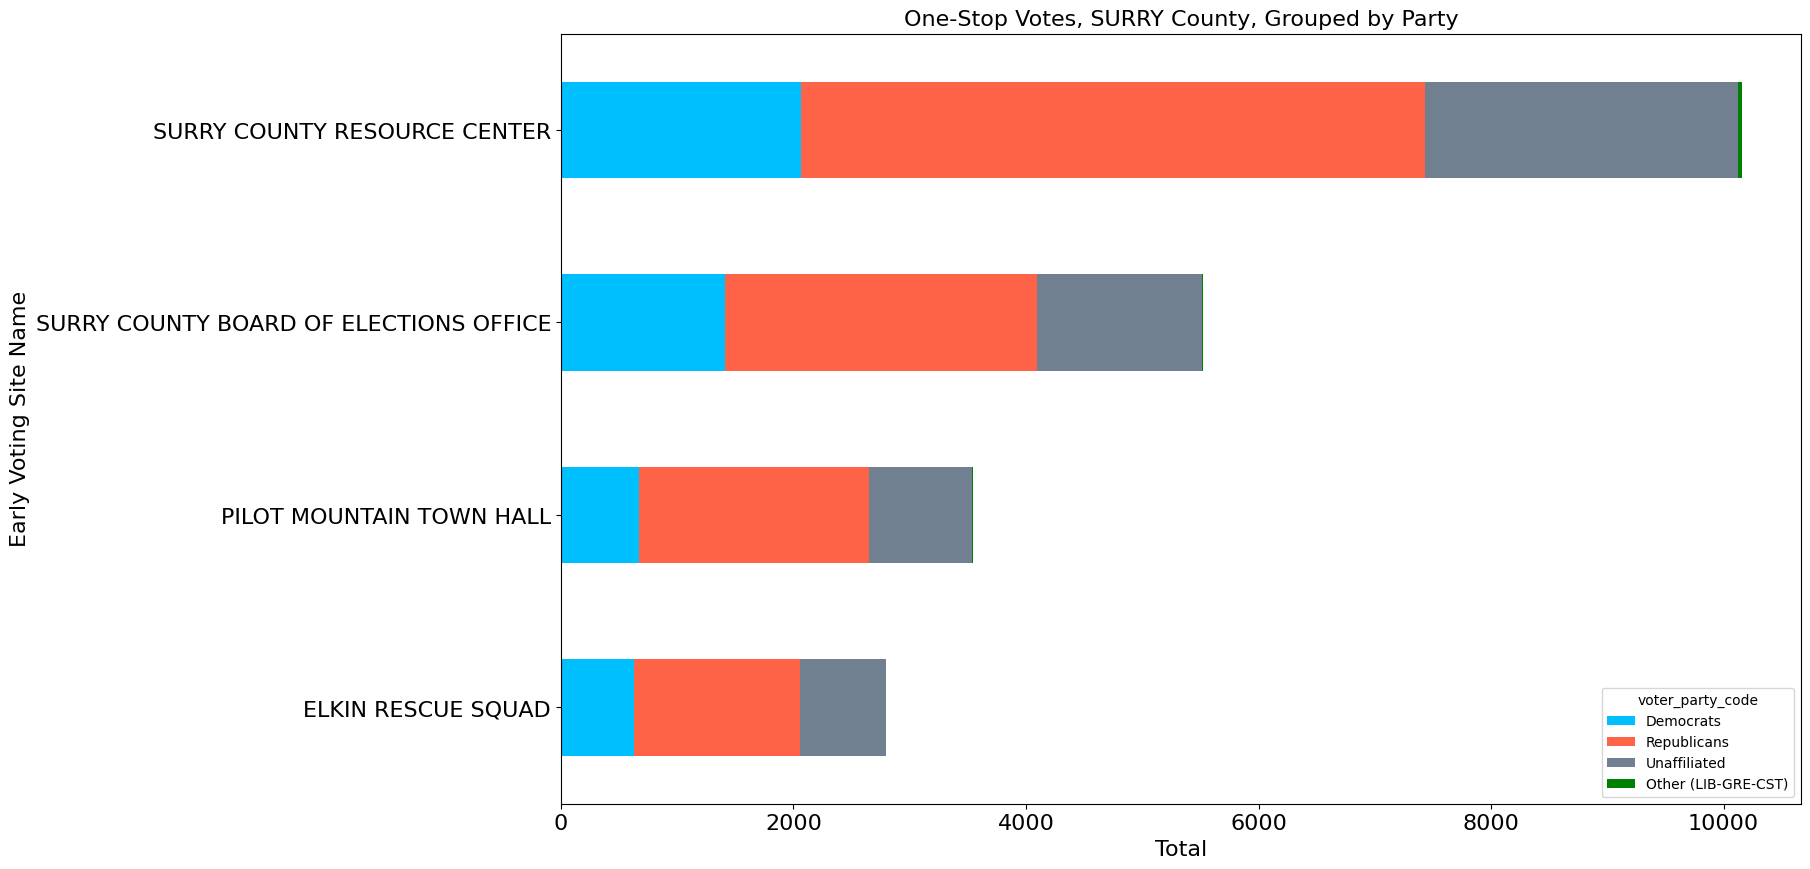 One-Stop Votes, SURRY County, Grouped by Party
Early Voting Site Name
SURRY COUNTY RESOURCE CENTER
SURRY COUNTY BOARD OF ELECTIONS OFFICE
PILOT MOUNTAIN TOWN HALL
ELKIN RESCUE SQUAD
voter_party_code
Democrats
Republicans
Unaffiliated
Other (LIB-GRE-CST)
0 2000 4000 6000 8000 10000
Total